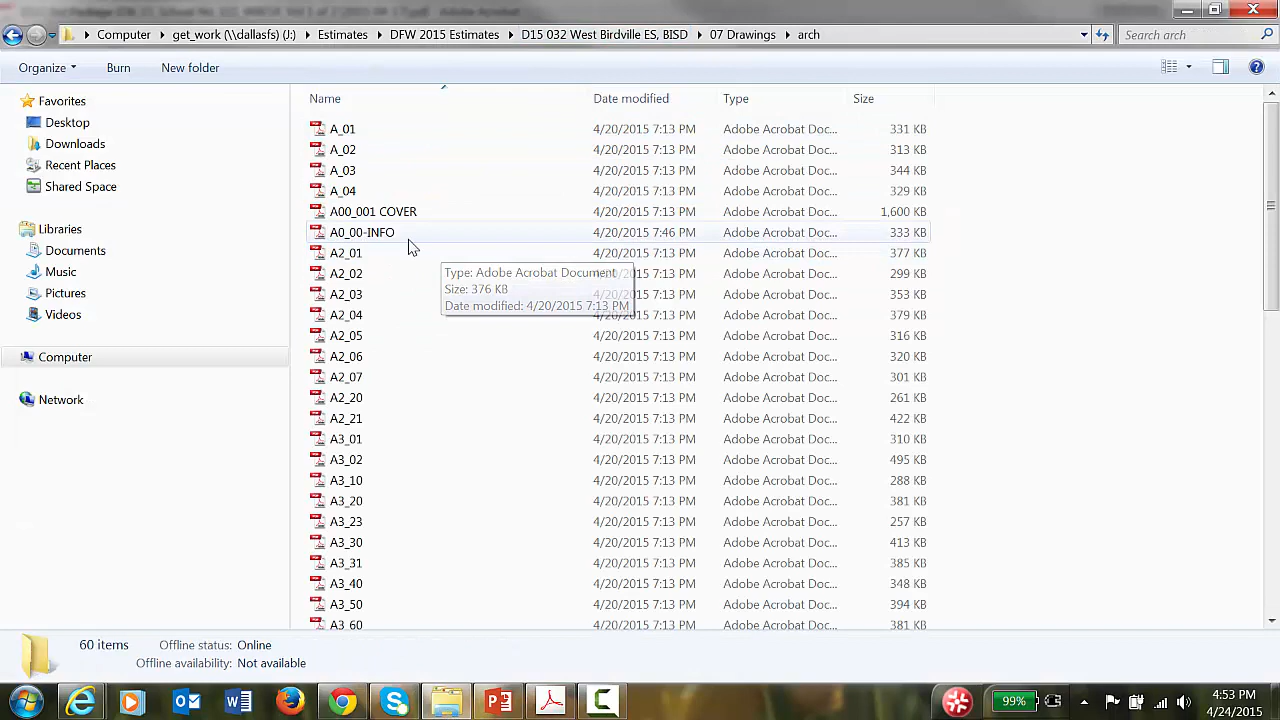 Computer ▸ get_work (\\dallasfs) (J:) ▸ Estimates ▸ DFW 2015 Estimates ▸ D15 032 West Birdville ES, BISD ▸ 07 Drawings ▸ arch
Search arch
Organize
Burn
New folder
Favorites
Desktop
Downloads
Recent Places
Shared Space
Libraries
Documents
Music
Pictures
Videos
Computer
Network
Name Date modified Type Size
A_01 4/20/2015 7:13 PM Adobe Acrobat Doc... 331 KB
A_02 4/20/2015 7:13 PM Adobe Acrobat Doc... 313 KB
A_03 4/20/2015 7:13 PM Adobe Acrobat Doc... 344 KB
A_04 4/20/2015 7:13 PM Adobe Acrobat Doc... 329 KB
A00_001 COVER 4/20/2015 7:13 PM Adobe Acrobat Doc... 1,600 KB
A0_00-INFO 4/20/2015 7:46 PM Adobe Acrobat Doc... 333 KB
A2_01 4/20/2015 7:13 PM Adobe Acrobat Doc... 377 KB
A2_02 4/20/2015 7:13 PM Adobe Acrobat Doc... 299 KB
A2_03 4/20/2015 7:13 PM Adobe Acrobat Doc... 353 KB
A2_04 4/20/2015 7:13 PM Adobe Acrobat Doc... 379 KB
A2_05 4/20/2015 7:13 PM Adobe Acrobat Doc... 316 KB
A2_06 4/20/2015 7:13 PM Adobe Acrobat Doc... 320 KB
A2_07 4/20/2015 7:13 PM Adobe Acrobat Doc... 301 KB
A2_20 4/20/2015 7:13 PM Adobe Acrobat Doc... 261 KB
A2_21 4/20/2015 7:13 PM Adobe Acrobat Doc... 422 KB
A3_01 4/20/2015 7:13 PM Adobe Acrobat Doc... 310 KB
A3_02 4/20/2015 7:13 PM Adobe Acrobat Doc... 495 KB
A3_10 4/20/2015 7:13 PM Adobe Acrobat Doc... 288 KB
A3_20 4/20/2015 7:13 PM Adobe Acrobat Doc... 381 KB
A3_23 4/20/2015 7:13 PM Adobe Acrobat Doc... 257 KB
A3_30 4/20/2015 7:13 PM Adobe Acrobat Doc... 413 KB
A3_31 4/20/2015 7:13 PM Adobe Acrobat Doc... 385 KB
A3_40 4/20/2015 7:13 PM Adobe Acrobat Doc... 348 KB
A3_50 4/20/2015 7:13 PM Adobe Acrobat Doc... 394 KB
A3_60 4/20/2015 7:13 PM Adobe Acrobat Doc... 381 KB
Type: Adobe Acrobat Document
Size: 376 KB
Date modified: 4/20/2015 7:13 PM
60 items Offline status: Online
Offline availability: Not available
99%
4:53 PM
4/24/2015